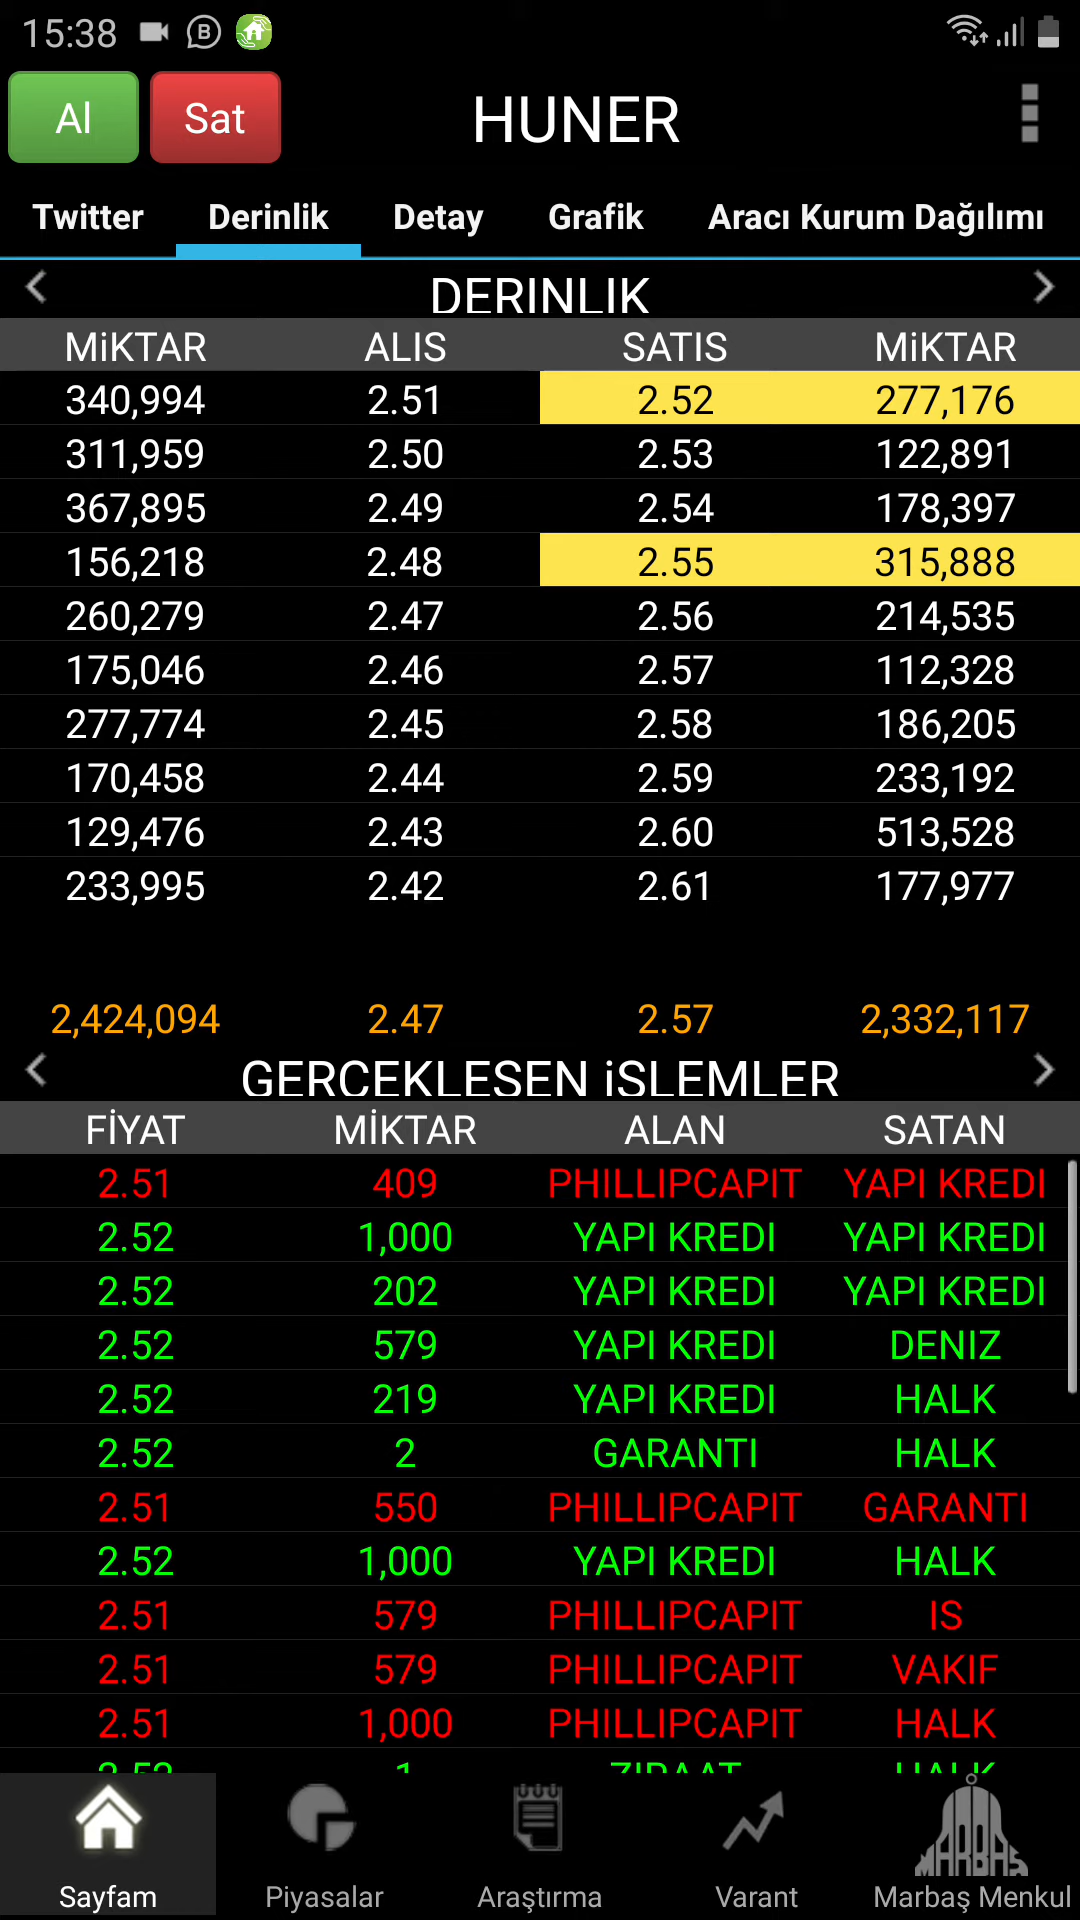 15:38
Al Sat HUNER
Twitter Derinlik Detay Grafik Aracı Kurum Dağılımı
DERINLIK
MiKTAR ALIS SATIS MiKTAR
340,994 2.51 2.52 277,176
311,959 2.50 2.53 122,891
367,895 2.49 2.54 178,397
156,218 2.48 2.55 315,888
260,279 2.47 2.56 214,535
175,046 2.46 2.57 112,328
277,774 2.45 2.58 186,205
170,458 2.44 2.59 233,192
129,476 2.43 2.60 513,528
233,995 2.42 2.61 177,977
2,424,094 2.47 2.57 2,332,117
GERCEKLESEN iSLEMLER
FİYAT MİKTAR ALAN SATAN
2.51 409 PHILLIPCAPIT YAPI KREDI
2.52 1,000 YAPI KREDI YAPI KREDI
2.52 202 YAPI KREDI YAPI KREDI
2.52 579 YAPI KREDI DENIZ
2.52 219 YAPI KREDI HALK
2.52 2 GARANTI HALK
2.51 550 PHILLIPCAPIT GARANTI
2.52 1,000 YAPI KREDI HALK
2.51 579 PHILLIPCAPIT IS
2.51 579 PHILLIPCAPIT VAKIF
2.51 1,000 PHILLIPCAPIT HALK
2.52 1 ZIRAAT HALK
MARBAŞ
Sayfam Piyasalar Araştırma Varant Marbaş Menkul